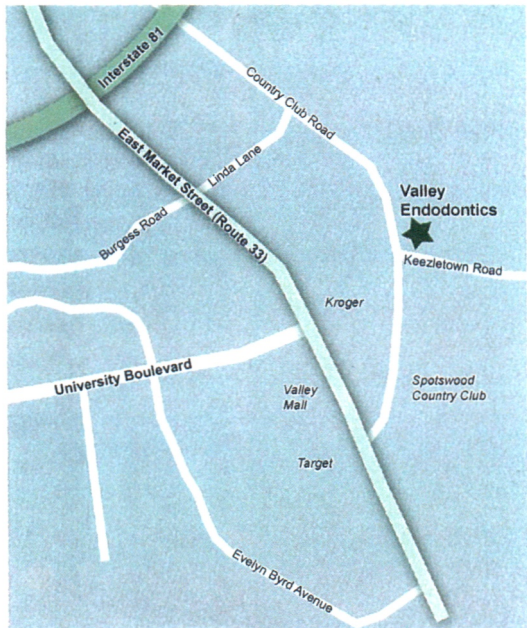 Interstate 81
Country Club Road
East Market Street (Route 33)
Linda Lane
Burgess Road
Valley
Endodontics
Keezletown Road
Kroger
University Boulevard
Valley
Mall
Spotswood
Country Club
Target
Evelyn Byrd Avenue